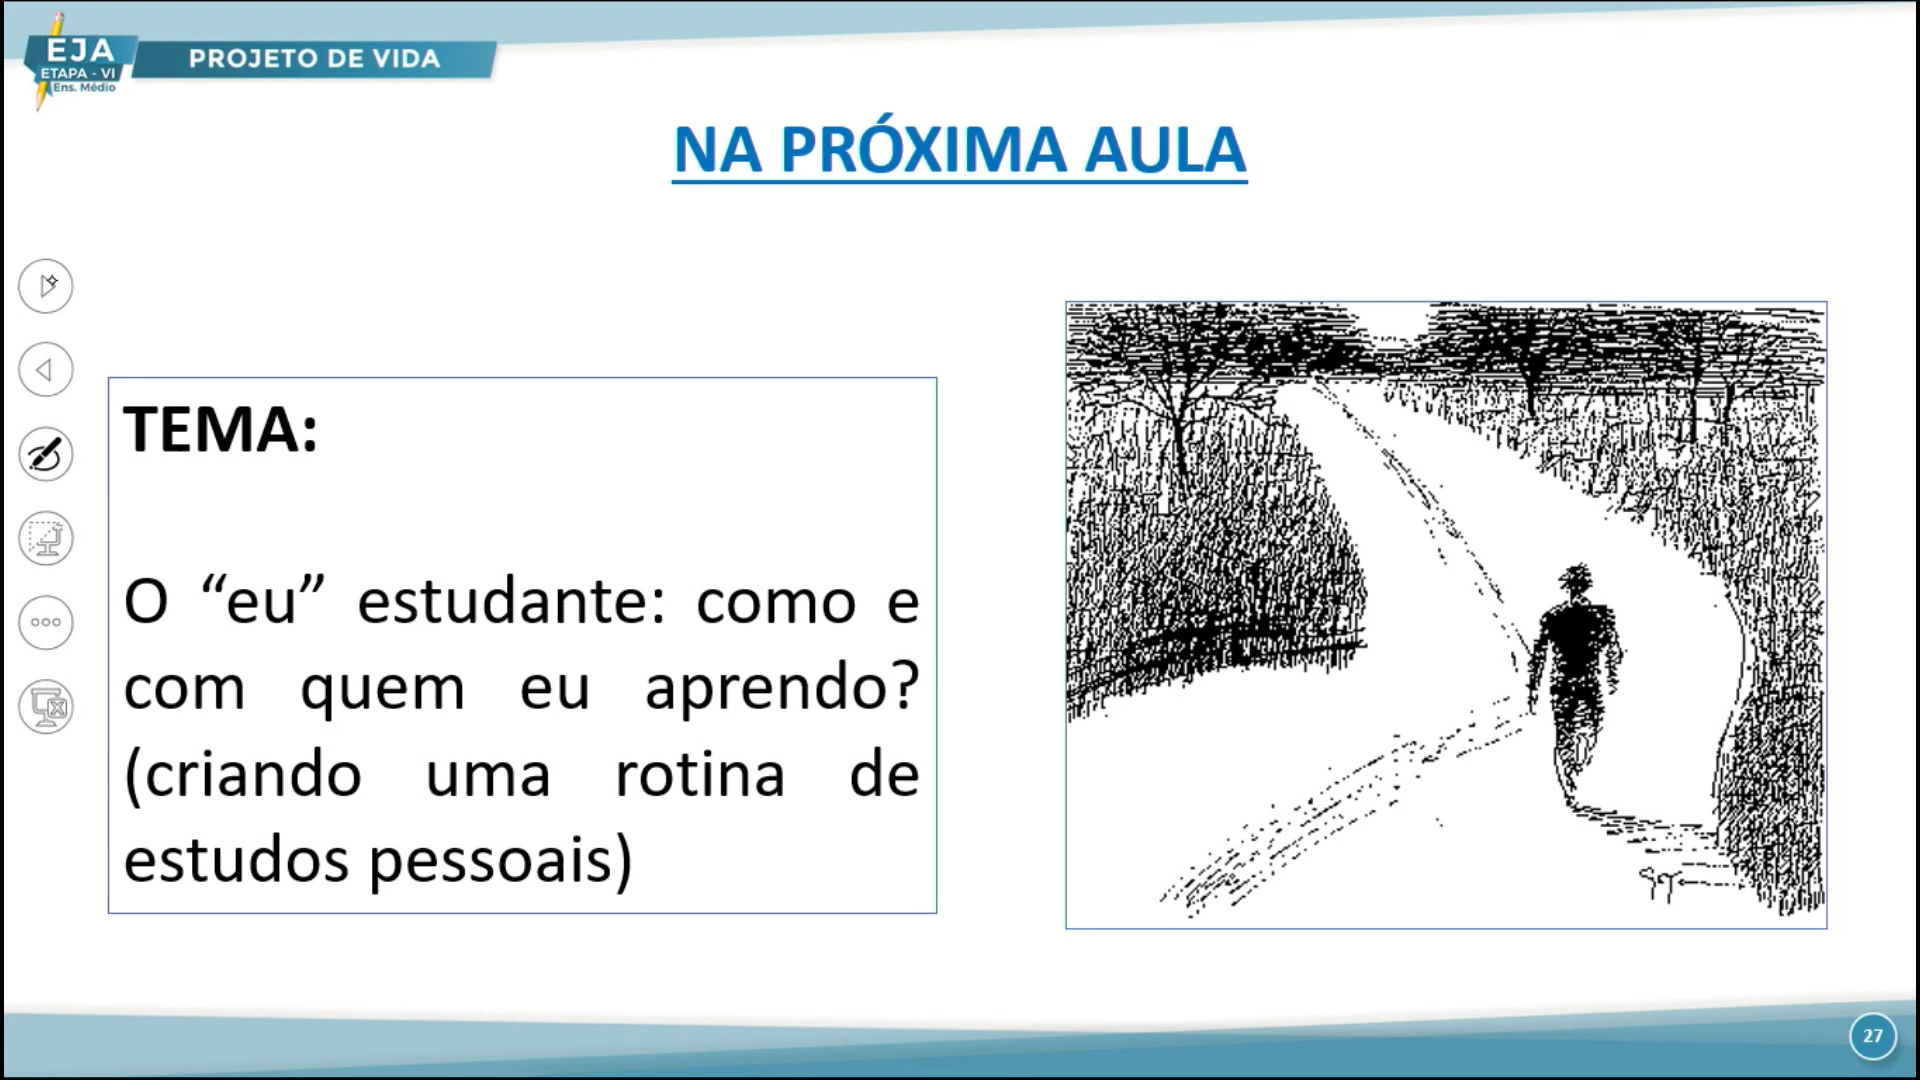 EJA
ETAPA - VI
Ens. Médio
PROJETO DE VIDA
NA PRÓXIMA AULA
TEMA:
O “eu” estudante: como e
com quem eu aprendo?
(criando uma rotina de
estudos pessoais)
27